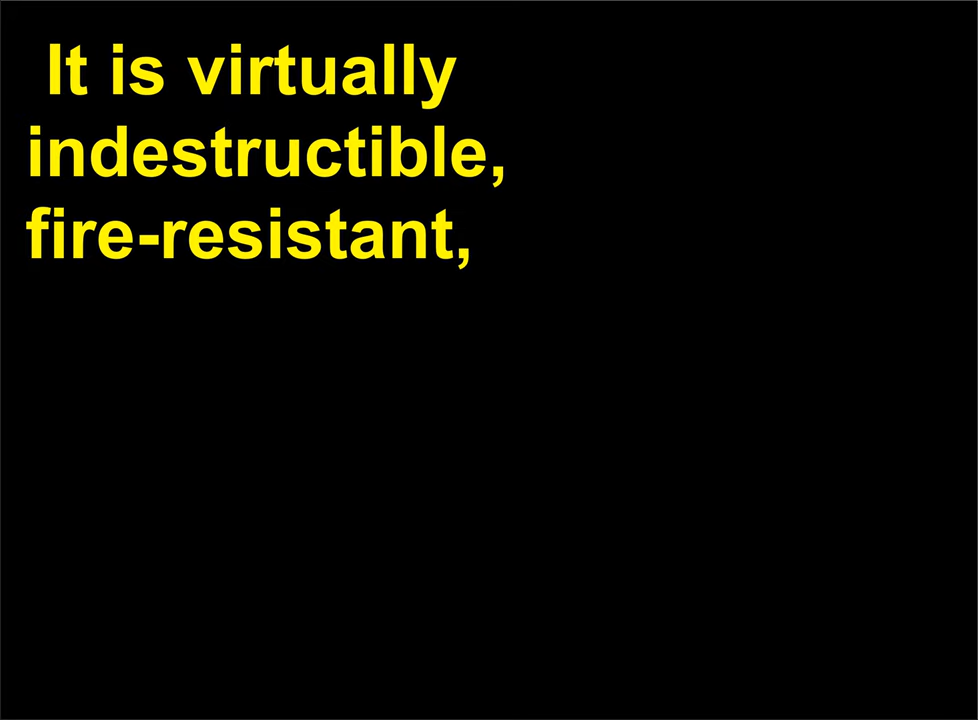 It is virtually
indestructible,
fire-resistant,